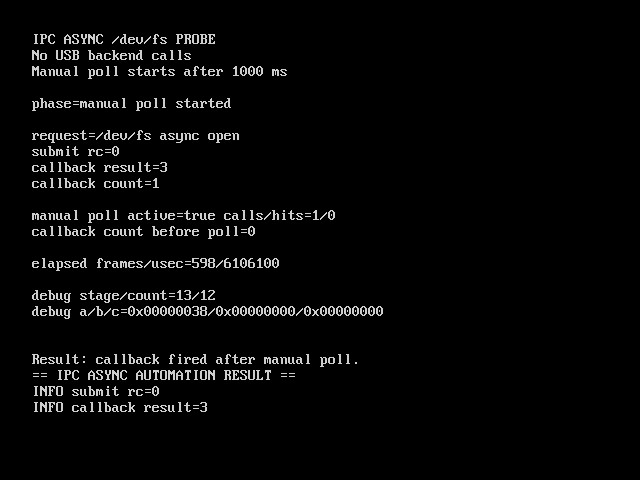 IPC ASYNC /dev/fs PROBE
No USB backend calls
Manual poll starts after 1000 ms
phase=manual poll started
request=/dev/fs async open
submit rc=0
callback result=3
callback count=1
manual poll active=true calls/hits=1/0
callback count before poll=0
elapsed frames/usec=598/6106100
debug stage/count=13/12
debug a/b/c=0x00000038/0x00000000/0x00000000
Result: callback fired after manual poll.
== IPC ASYNC AUTOMATION RESULT ==
INFO submit rc=0
INFO callback result=3